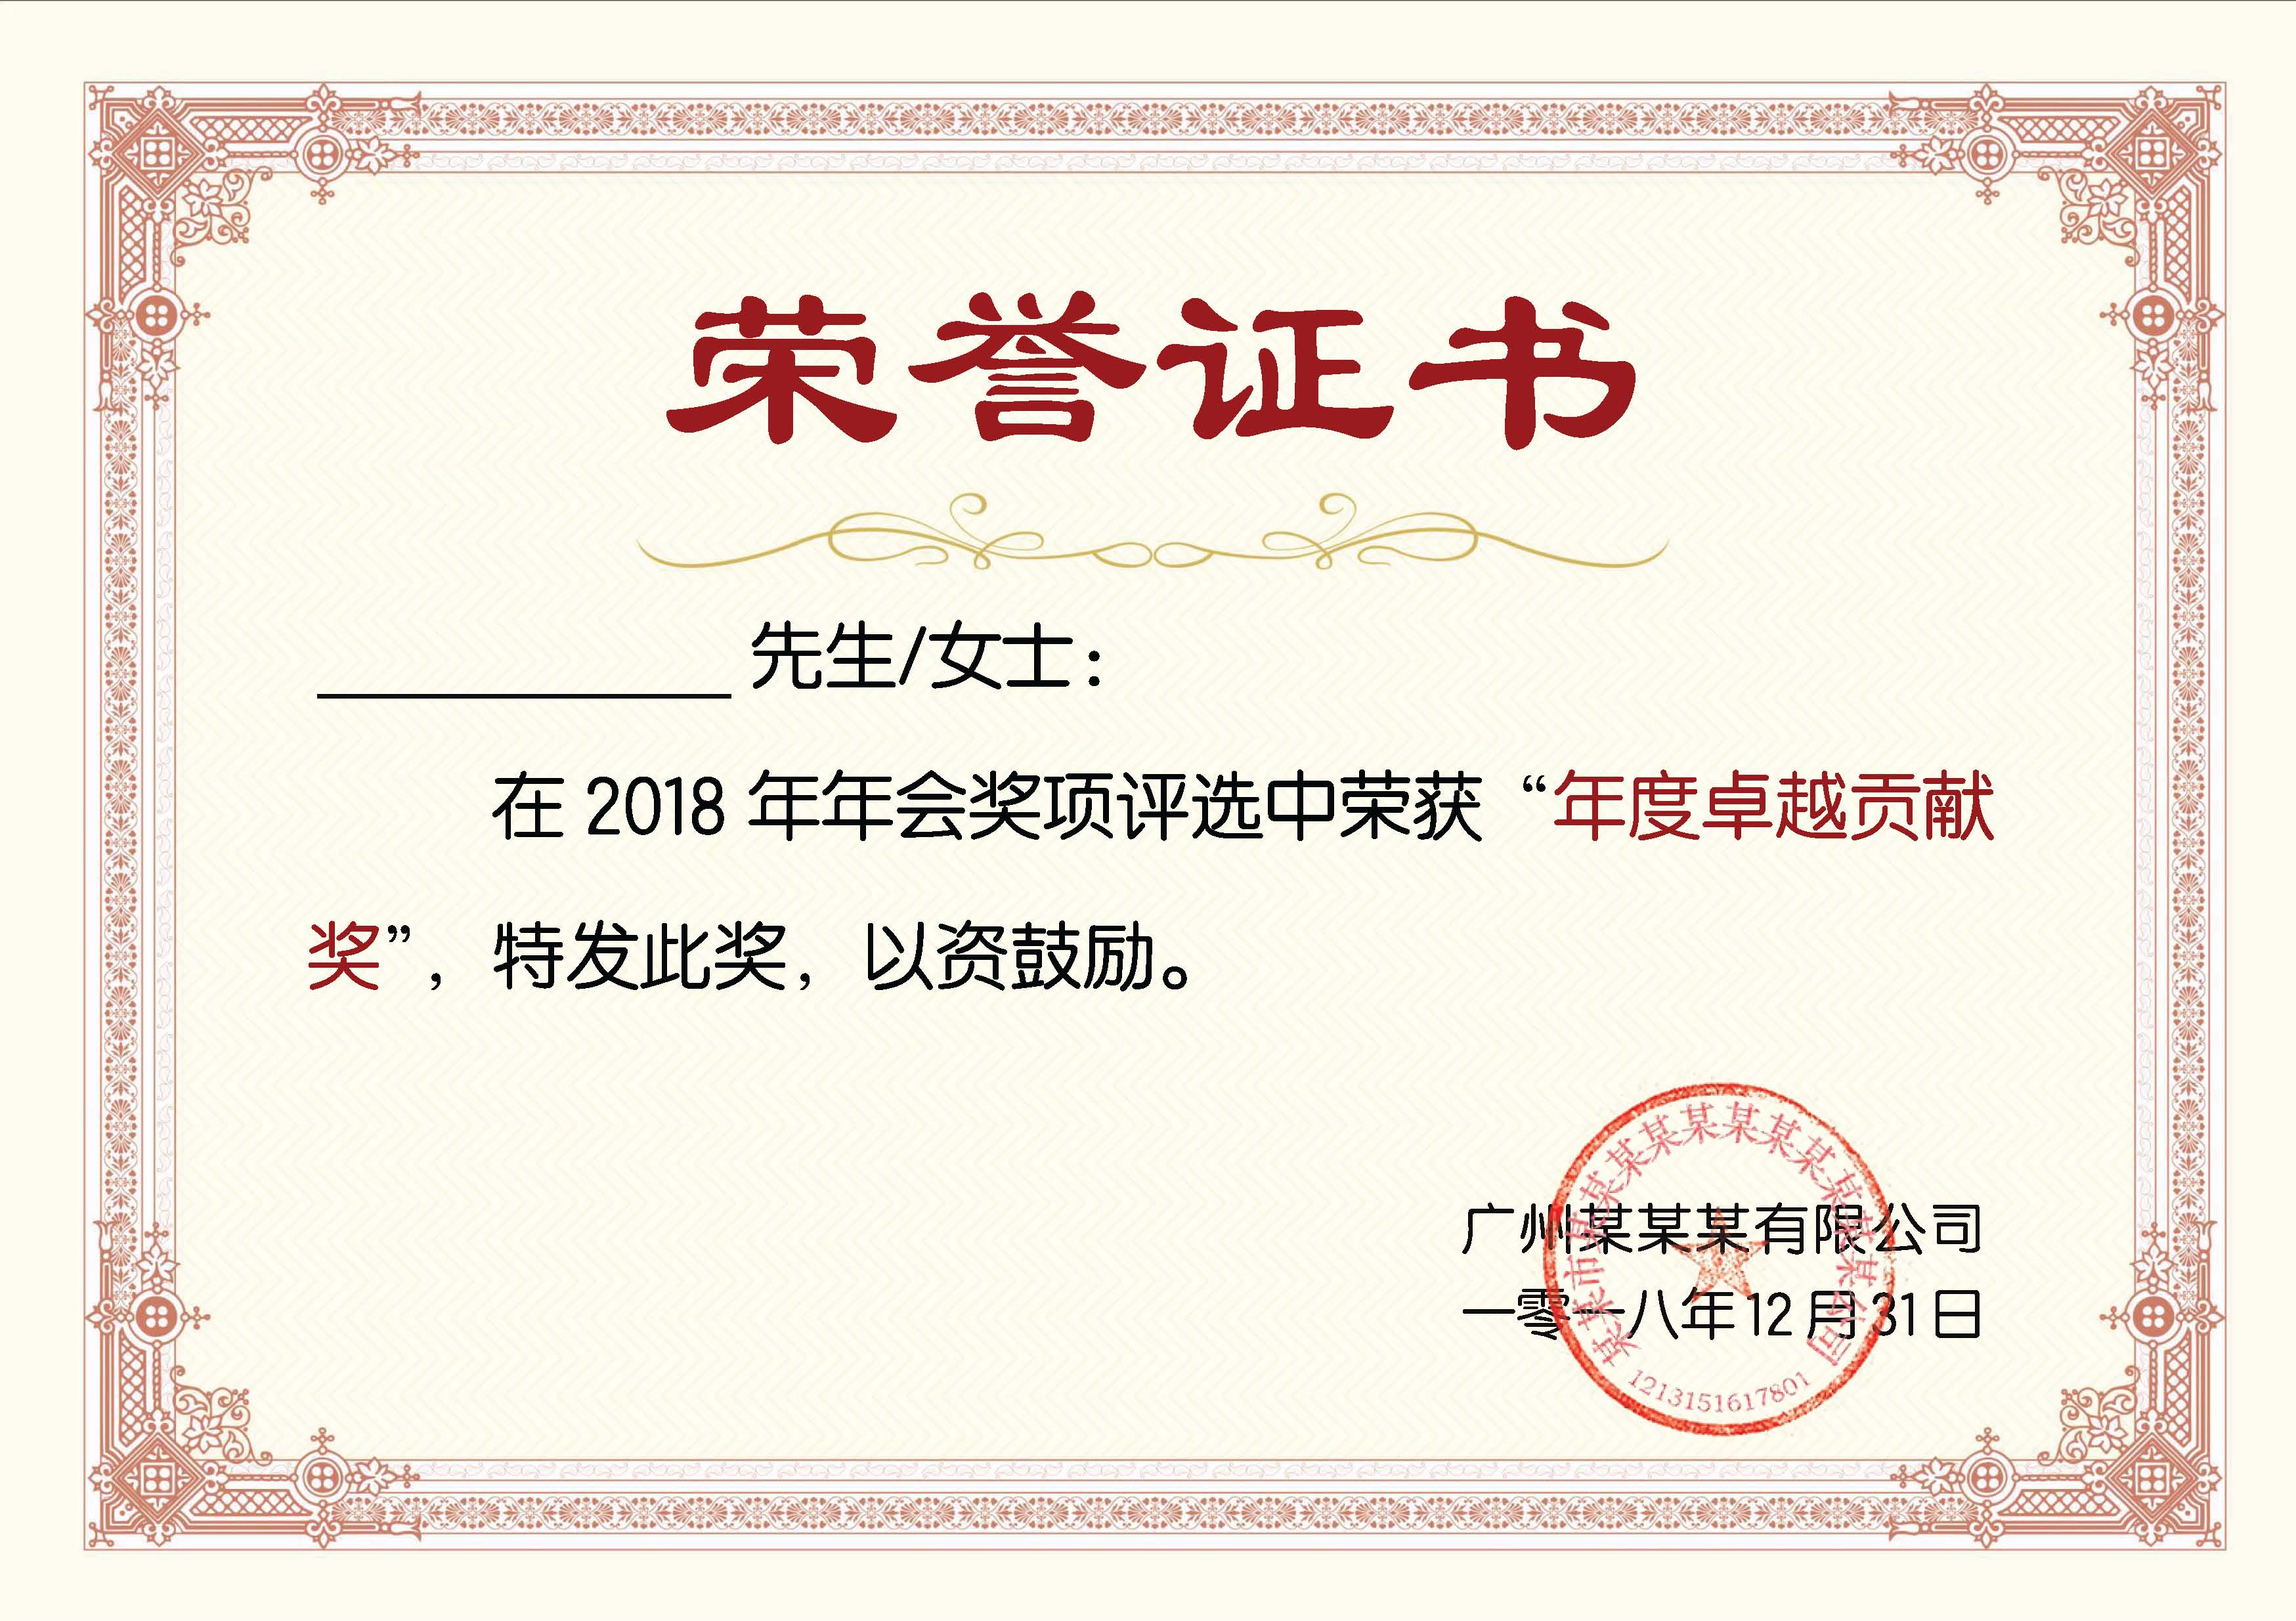 荣誉证书
先生/女士：
在 2018 年年会奖项评选中荣获“年度卓越贡献
奖”，特发此奖，以资鼓励。
广州某某某有限公司
一零一八年12月31日
某某市某某某某某某某某某某某公司
1213151617801